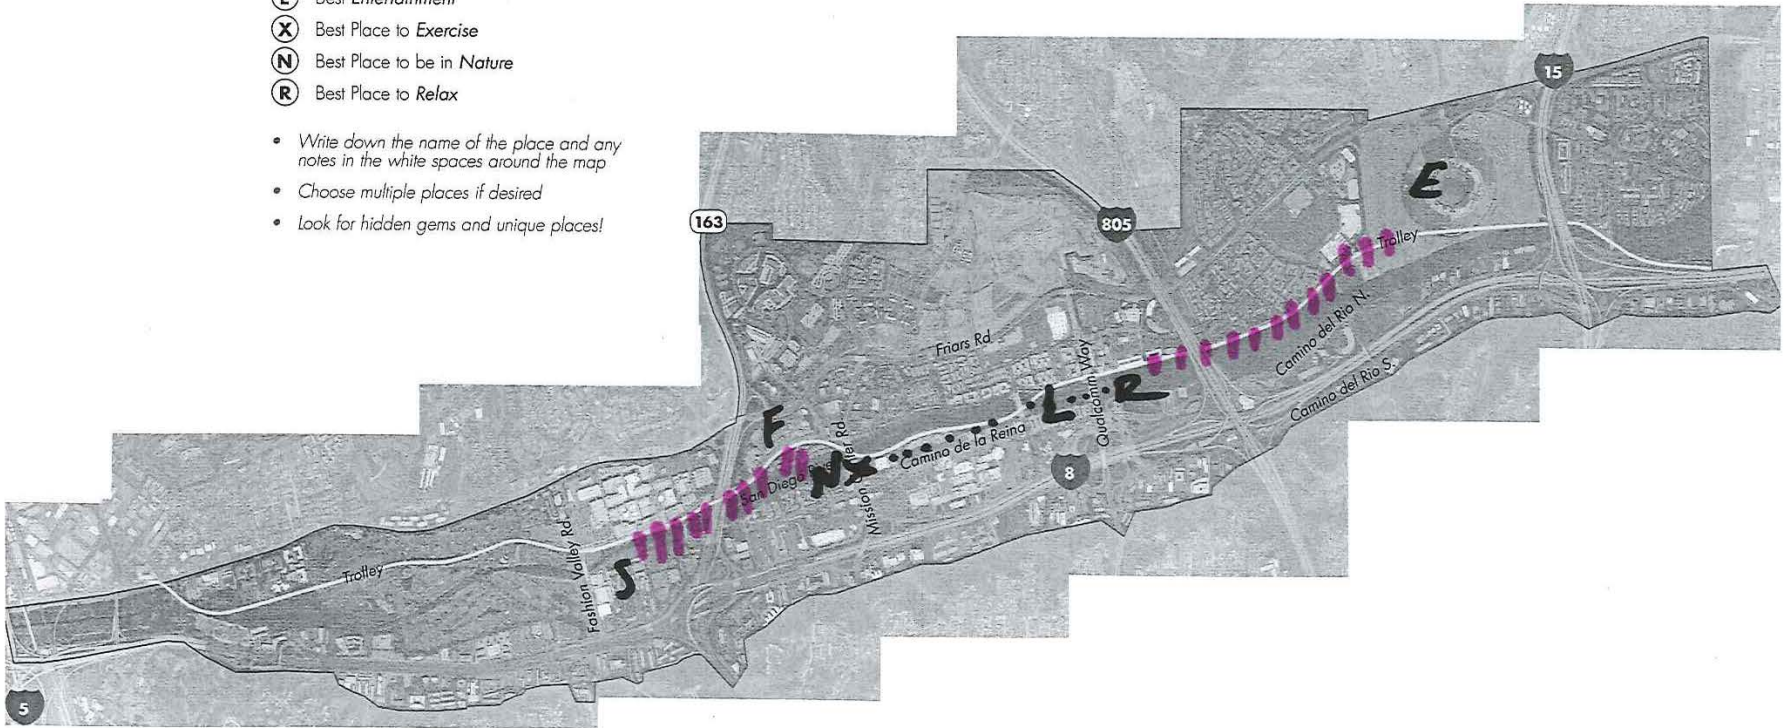 E Best Entertainment
X Best Place to Exercise
N Best Place to be in Nature
R Best Place to Relax
• Write down the name of the place and any
notes in the white spaces around the map
• Choose multiple places if desired
• Look for hidden gems and unique places!
15
E
163
805
Trolley
Camino del Rio N.
Friars Rd
Qualcomm Way
L
R
Camino del Rio S.
F
Camino de la Reina
8
San Diego
N X
Mission
Rd
Fashion Valley Rd.
S
Trolley
5